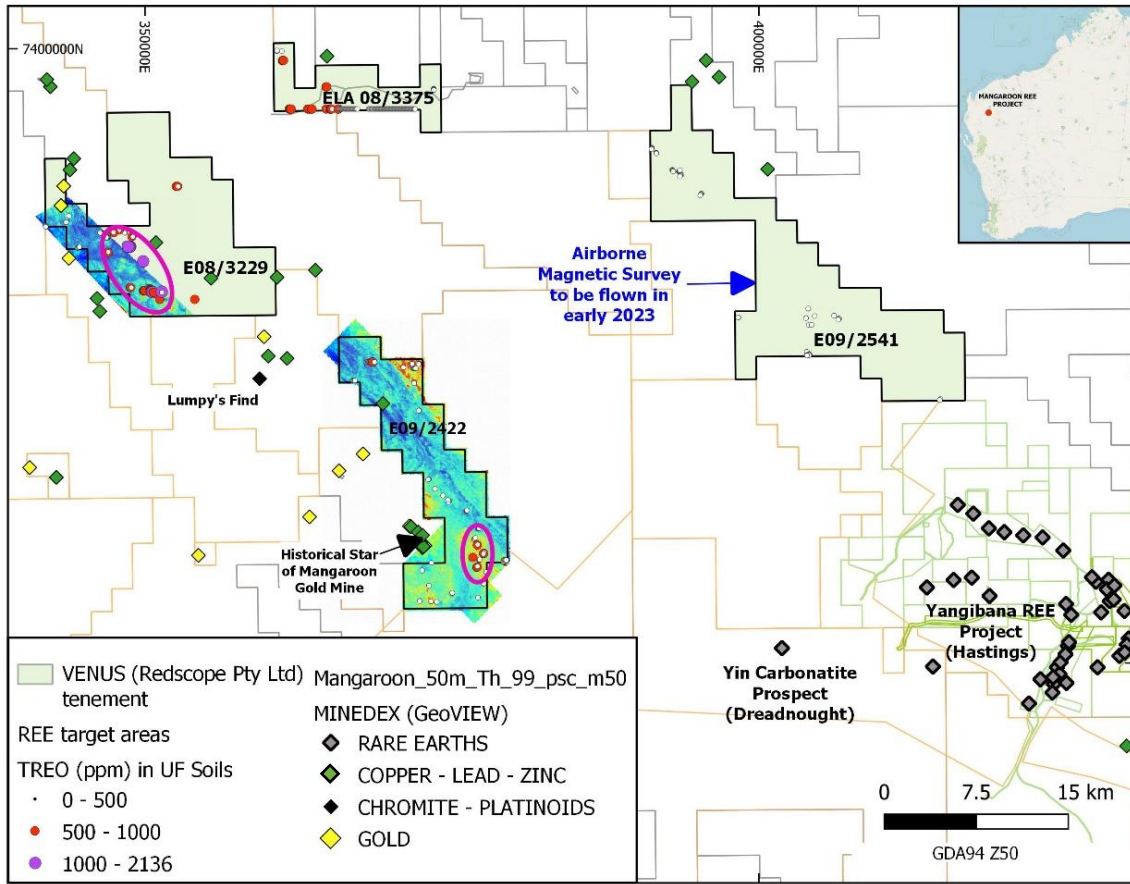 350000E
400000E
7400000N
MANGAROON REE
PROJECT
ELA 08/3375
E08/3229
Airborne
Magnetic Survey
to be flown in
early 2023
E09/2541
Lumpy's Find
E09/2422
Historical Star
of Mangaroon
Gold Mine
Yangibana REE
Project
(Hastings)
Yin Carbonatite
Prospect
(Dreadnought)
VENUS (Redscope Pty Ltd)
tenement
REE target areas
TREO (ppm) in UF Soils
0 - 500
500 - 1000
1000 - 2136
Mangaroon_50m_Th_99_psc_m50
MINEDEX (GeoVIEW)
RARE EARTHS
COPPER - LEAD - ZINC
CHROMITE - PLATINOIDS
GOLD
0 7.5 15 km
GDA94 Z50